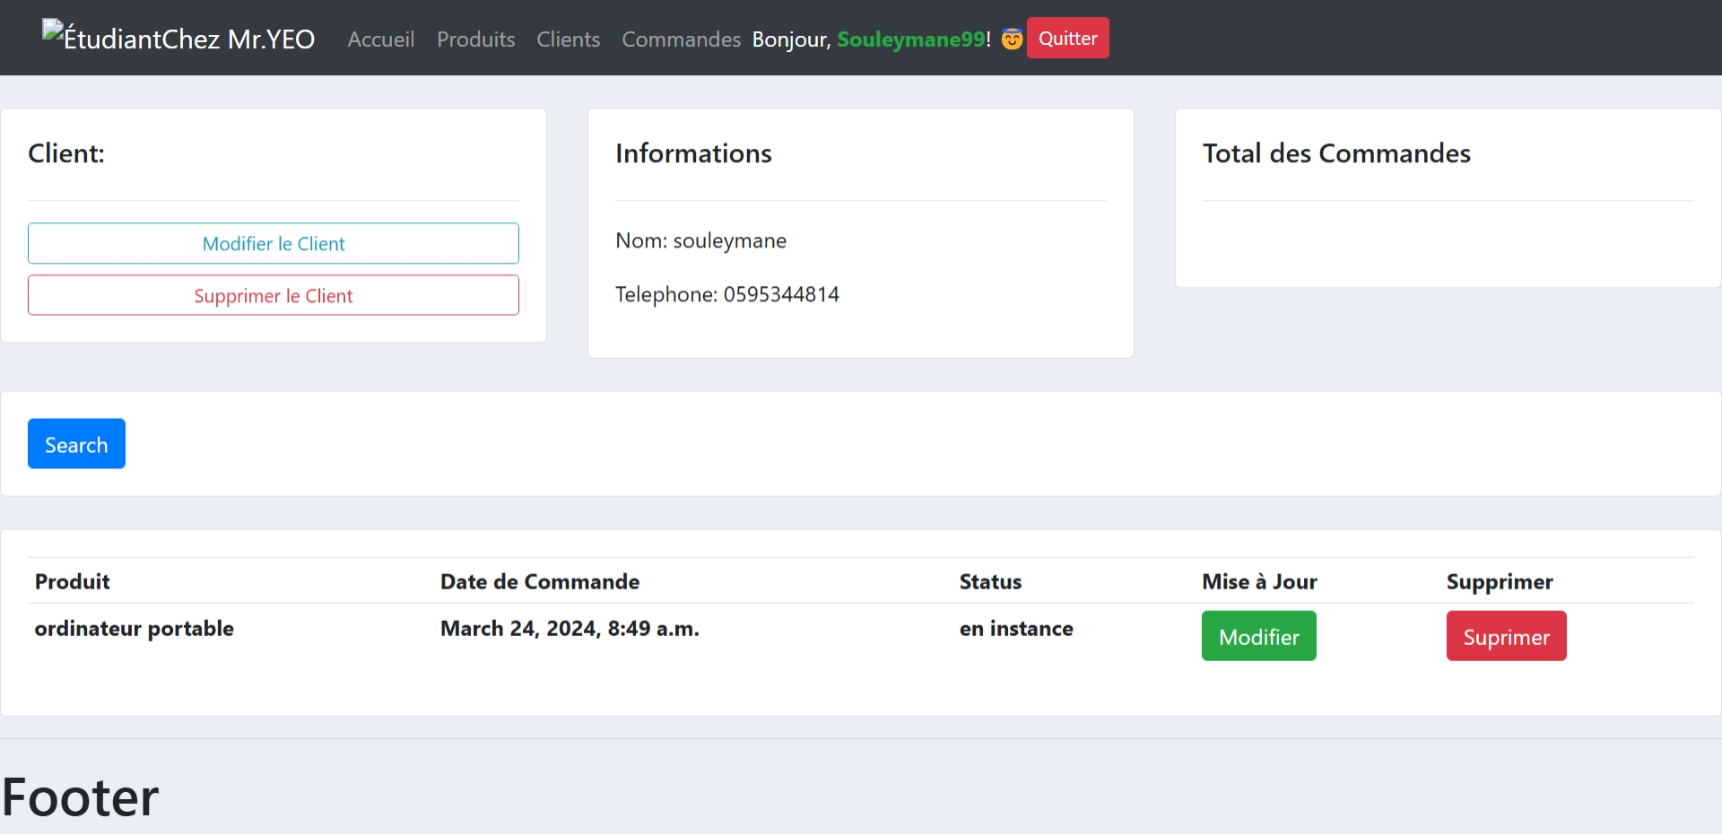 ÉtudiantChez Mr.YEO Accueil Produits Clients Commandes Bonjour, Souleymane99! 😇 Quitter
Client:
Modifier le Client
Supprimer le Client
Informations
Nom: souleymane
Telephone: 0595344814
Total des Commandes
Search
Produit Date de Commande Status Mise à Jour Supprimer
ordinateur portable March 24, 2024, 8:49 a.m. en instance Modifier Suprimer
Footer